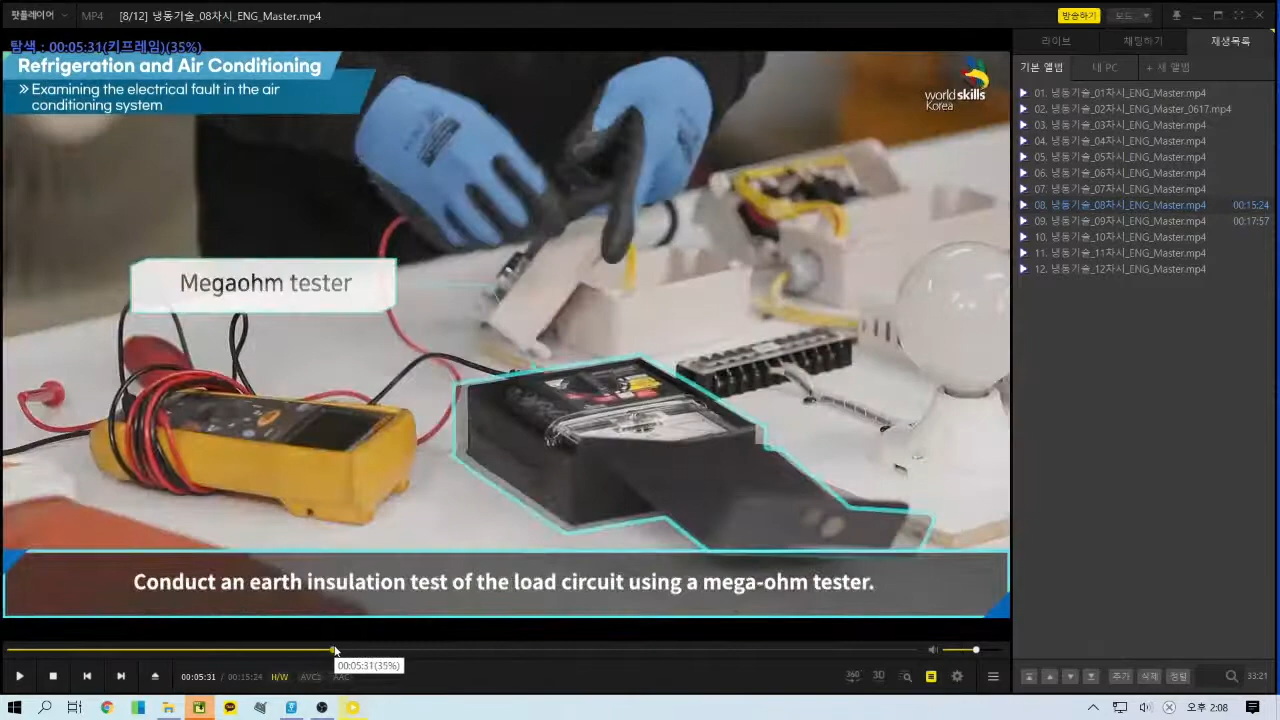 팟플레이어 MP4 [8/12] 냉동기술_08차시_ENG_Master.mp4 방송하기 모드
탐색 : 00:05:31(키프레임)(35%)
Refrigeration and Air Conditioning
» Examining the electrical fault in the air
conditioning system
worldskills
Korea
Megaohm tester
Conduct an earth insulation test of the load circuit using a mega-ohm tester.
00:05:31(35%)
00:05:31 / 00:15:24 H/W AVC1 AAC
360° 3D
라이브 채팅하기 재생목록
기본 앨범 내 PC + 새 앨범
01. 냉동기술_01차시_ENG_Master.mp4
02. 냉동기술_02차시_ENG_Master_0617.mp4
03. 냉동기술_03차시_ENG_Master.mp4
04. 냉동기술_04차시_ENG_Master.mp4
05. 냉동기술_05차시_ENG_Master.mp4
06. 냉동기술_06차시_ENG_Master.mp4
07. 냉동기술_07차시_ENG_Master.mp4
08. 냉동기술_08차시_ENG_Master.mp4 00:15:24
09. 냉동기술_09차시_ENG_Master.mp4 00:17:57
10. 냉동기술_10차시_ENG_Master.mp4
11. 냉동기술_11차시_ENG_Master.mp4
12. 냉동기술_12차시_ENG_Master.mp4
추가 삭제 정렬 33:21
오후 2:08